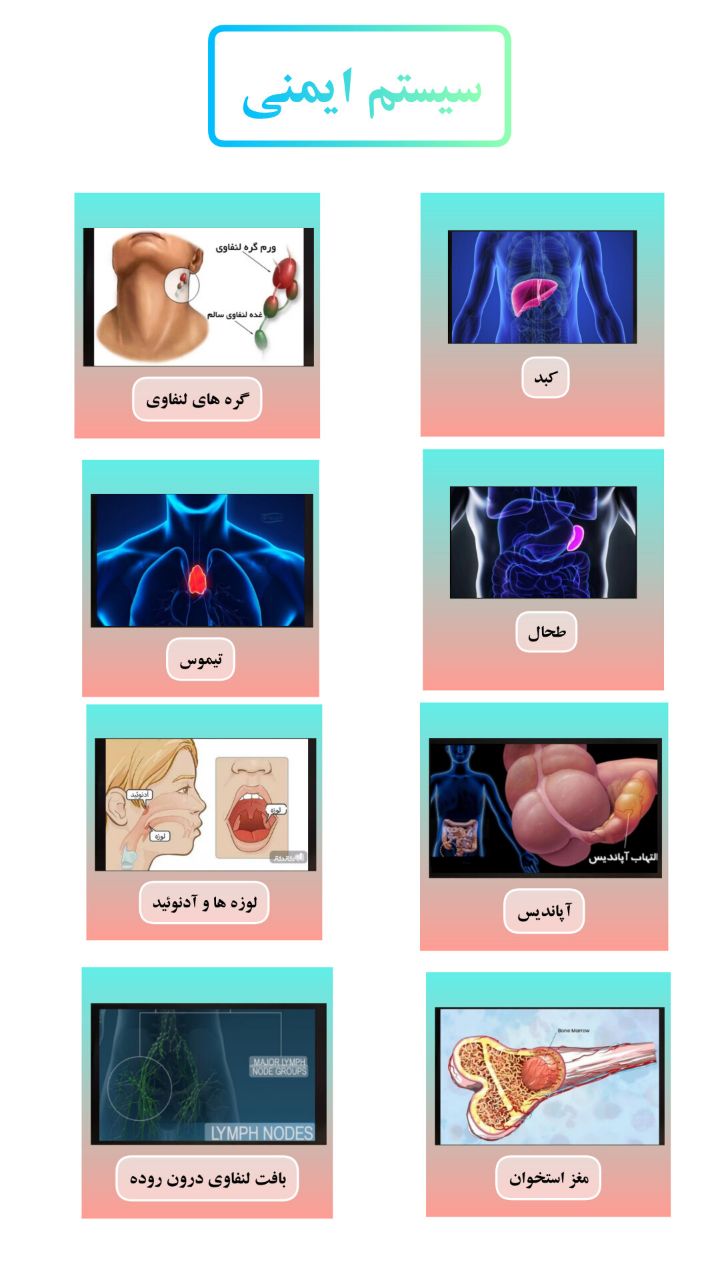 سیستم ایمنی
ورم گره لنفاوی
غده لنفاوی سالم
گره های لنفاوی
کبد
تیموس
طحال
آدنوئید
لوزه
لوزه
لوزه ها و آدنوئید
التهاب آپاندیس
آپاندیس
MAJOR LYMPH
NODE GROUPS
LYMPH NODES
بافت لنفاوی درون روده
Bone Marrow
مغز استخوان